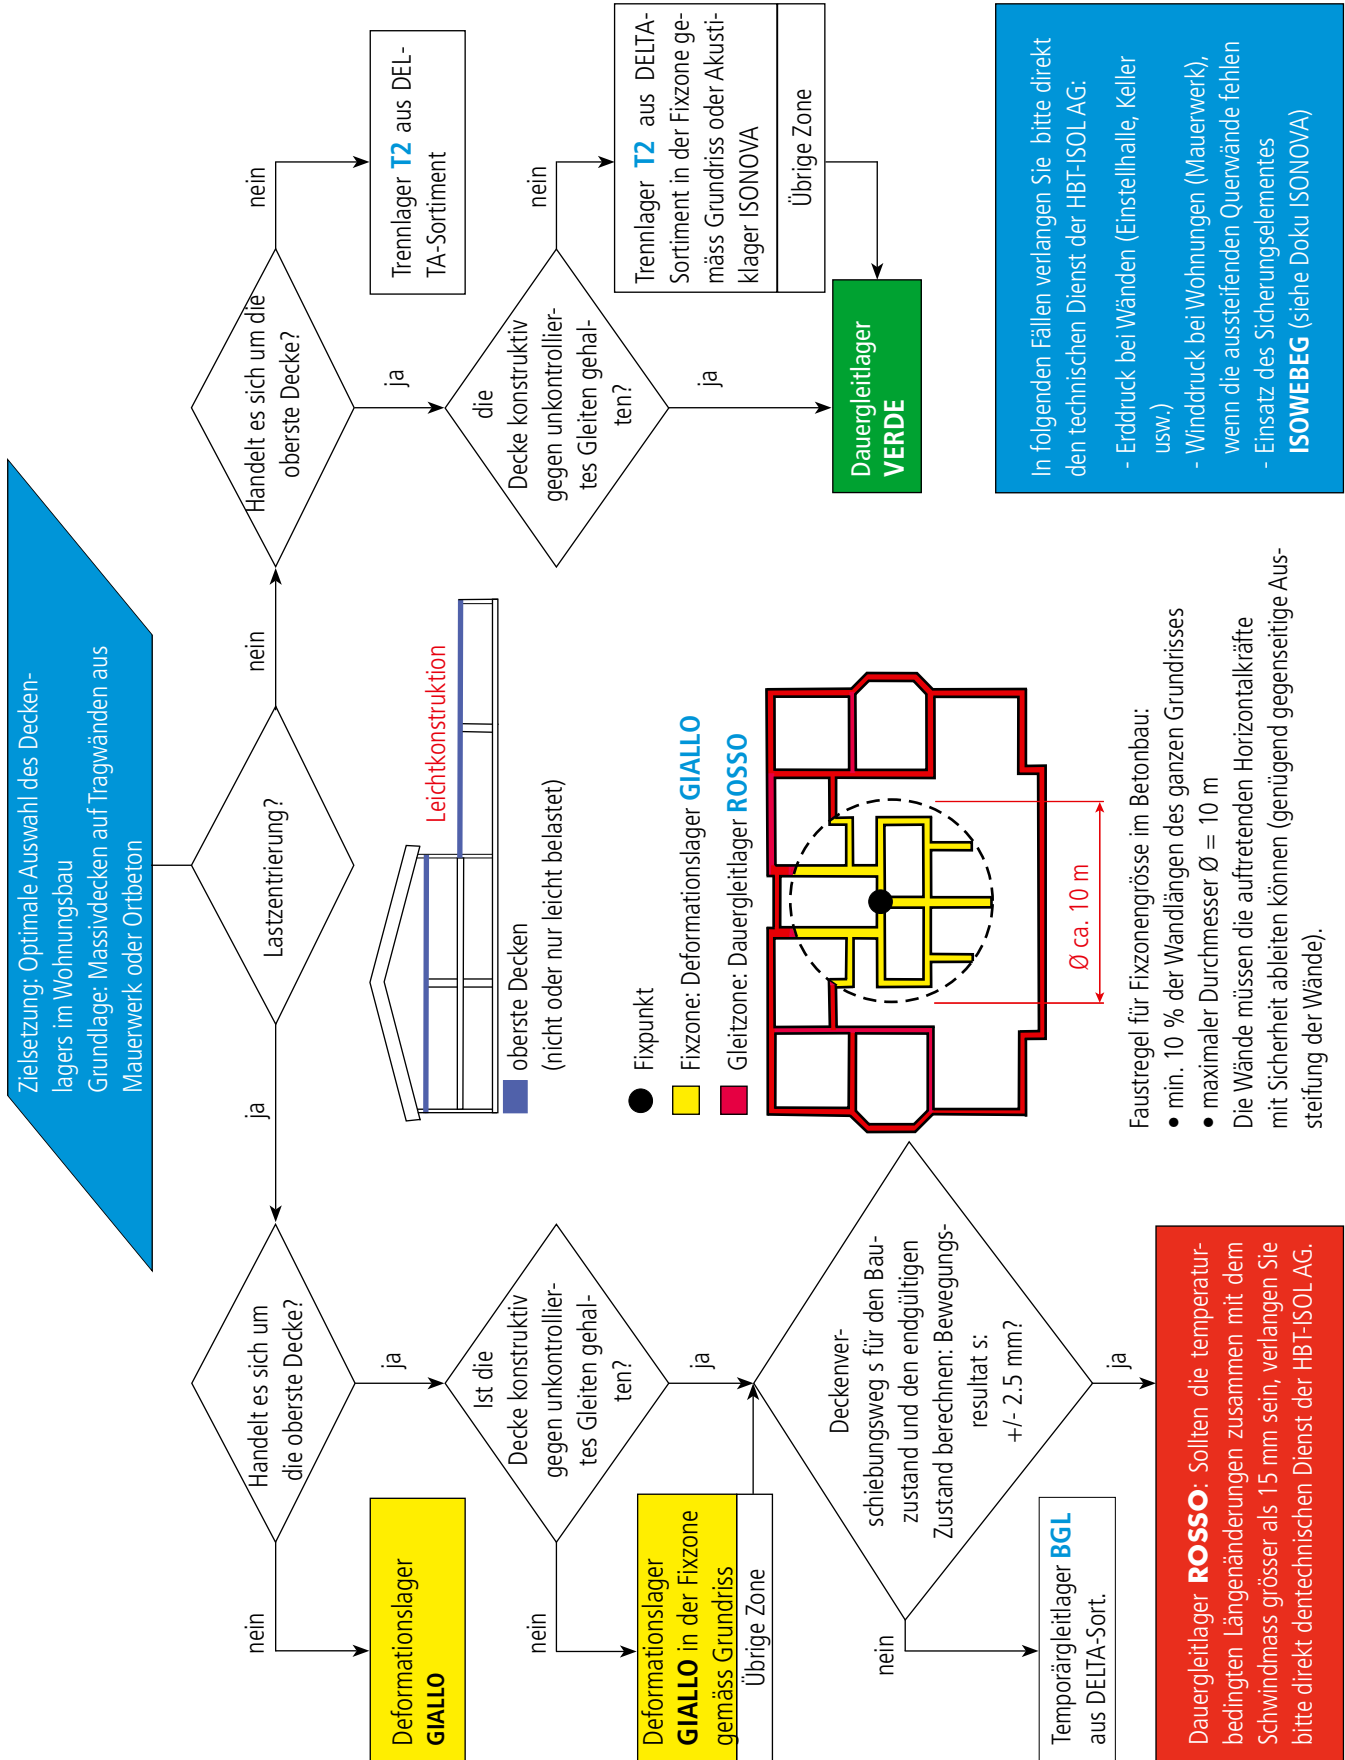 Zielsetzung: Optimale Auswahl des Decken-
lagers im Wohnungsbau
Grundlage: Massivdecken auf Tragwänden aus
Mauerwerk oder Ortbeton
Lastzentrierung?
ja
nein
Handelt es sich um
die oberste Decke?
nein
ja
Deformationslager
GIALLO
Ist die
Decke konstruktiv
gegen unkontrollier-
tes Gleiten gehal-
ten?
nein
ja
Deformationslager
GIALLO in der Fixzone
gemäss Grundriss
Übrige Zone
Deckenver-
schiebungsweg s für den Bau-
zustand und den endgültigen
Zustand berechnen: Bewegungs-
resultat s:
+/- 2.5 mm?
nein
ja
Temporärgleitlager BGL
aus DELTA-Sort.
Dauergleitlager ROSSO: Sollten die temperatur-
bedingten Längenänderungen zusammen mit dem
Schwindmass grösser als 15 mm sein, verlangen Sie
bitte direkt dentechnischen Dienst der HBT-ISOL AG.
Leichtkonstruktion
oberste Decken
(nicht oder nur leicht belastet)
Fixpunkt
Fixzone: Deformationslager GIALLO
Gleitzone: Dauergleitlager ROSSO
Ø ca. 10 m
Faustregel für Fixzonengrösse im Betonbau:
• min. 10 % der Wandlängen des ganzen Grundrisses
• maximaler Durchmesser Ø = 10 m
Die Wände müssen die auftretenden Horizontalkräfte
mit Sicherheit ableiten können (genügend gegenseitige Aus-
steifung der Wände).
Handelt es sich um die
oberste Decke?
nein
ja
Trennlager T2 aus DEL-
TA-Sortiment
die
Decke konstruktiv
gegen unkontrollier-
tes Gleiten gehal-
ten?
nein
ja
Trennlager T2 aus DELTA-
Sortiment in der Fixzone ge-
mäss Grundriss oder Akusti-
klager ISONOVA
Übrige Zone
Dauergleitlager
VERDE
In folgenden Fällen verlangen Sie bitte direkt
den technischen Dienst der HBT-ISOL AG:
- Erddruck bei Wänden (Einstellhalle, Keller
usw.)
- Winddruck bei Wohnungen (Mauerwerk),
wenn die aussteifenden Querwände fehlen
- Einsatz des Sicherungselementes
ISOWEBEG (siehe Doku ISONOVA)